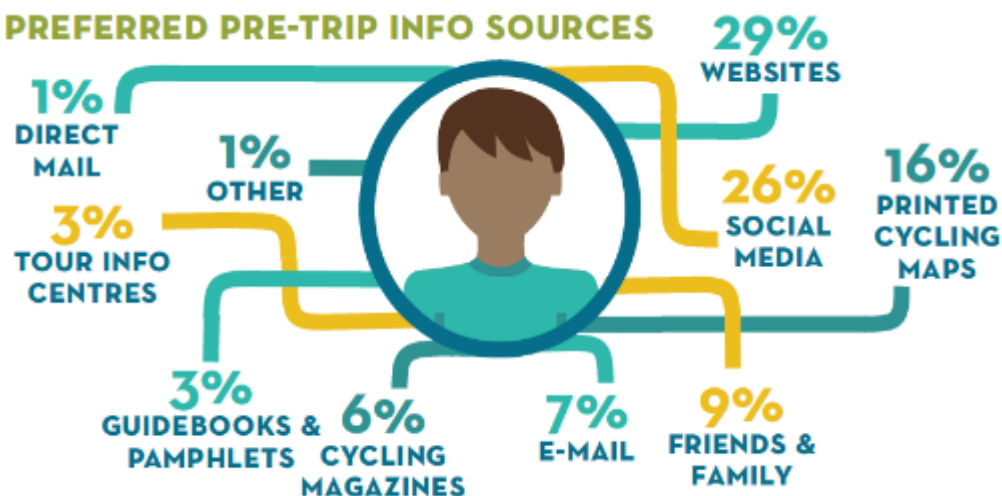 PREFERRED PRE-TRIP INFO SOURCES
29%
WEBSITES
1%
DIRECT
MAIL
1%
OTHER
26%
SOCIAL
MEDIA
16%
PRINTED
CYCLING
MAPS
3%
TOUR INFO
CENTRES
3%
GUIDEBOOKS &
PAMPHLETS
6%
CYCLING
MAGAZINES
7%
E-MAIL
9%
FRIENDS &
FAMILY